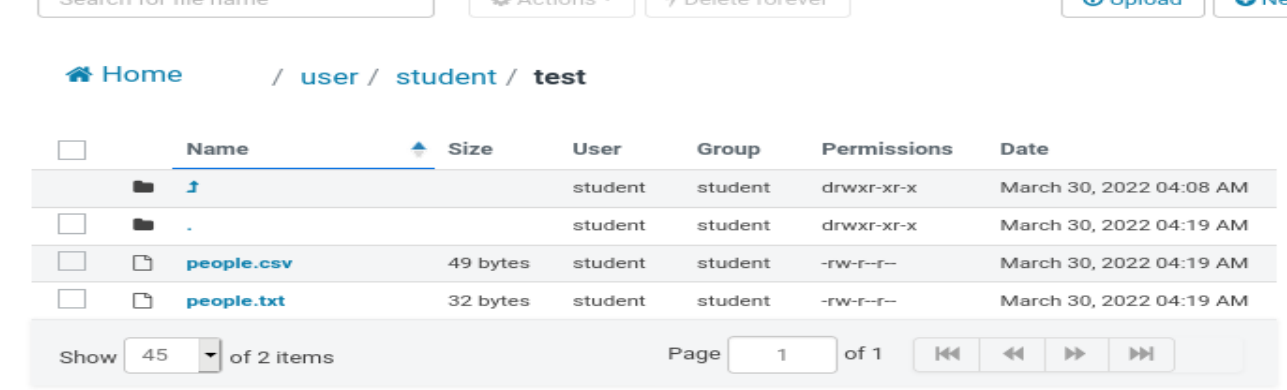 Search for file name Actions Delete forever Upload Ne
Home / user / student / test
Name Size User Group Permissions Date
student student drwxr-xr-x March 30, 2022 04:08 AM
. student student drwxr-xr-x March 30, 2022 04:19 AM
people.csv 49 bytes student student -rw-r--r-- March 30, 2022 04:19 AM
people.txt 32 bytes student student -rw-r--r-- March 30, 2022 04:19 AM
Show 45 of 2 items Page 1 of 1